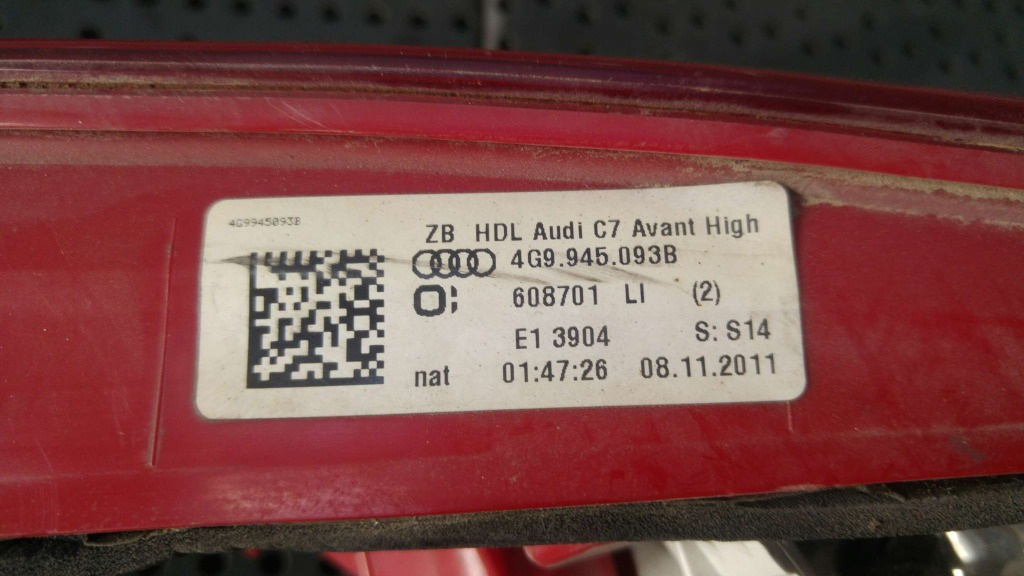 4G9945093B
ZB HDL Audi C7 Avant High
4G9.945.093B
608701 LI (2)
E1 3904 S: S14
nat 01:47:26 08.11.2011